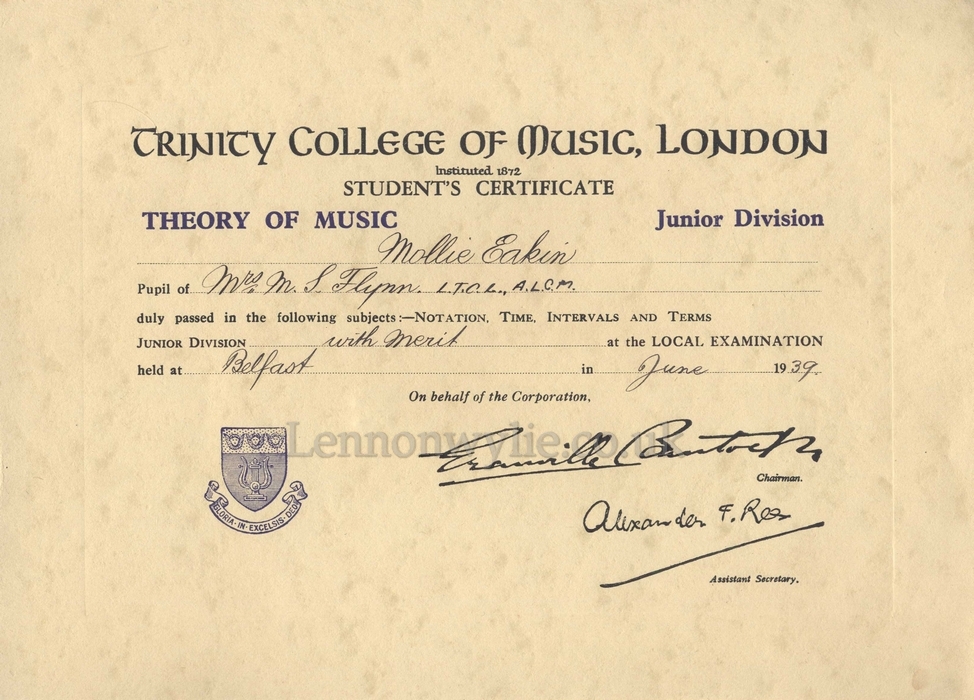 TRINITY COLLEGE OF MUSIC, LONDON
Instituted 1872
STUDENT'S CERTIFICATE
THEORY OF MUSIC Junior Division
Mollie Eakin
Pupil of Mrs. M. S. Flynn. L.T.C.L., A.L.C.M.
duly passed in the following subjects:—NOTATION, TIME, INTERVALS AND TERMS
JUNIOR DIVISION with Merit at the LOCAL EXAMINATION
held at Belfast in June 1939.
On behalf of the Corporation,
Lennonwylie.co.uk
Granville Bantock
Chairman.
GLORIA·IN·EXCELSIS·DEO
Alexander F. Rees
Assistant Secretary.